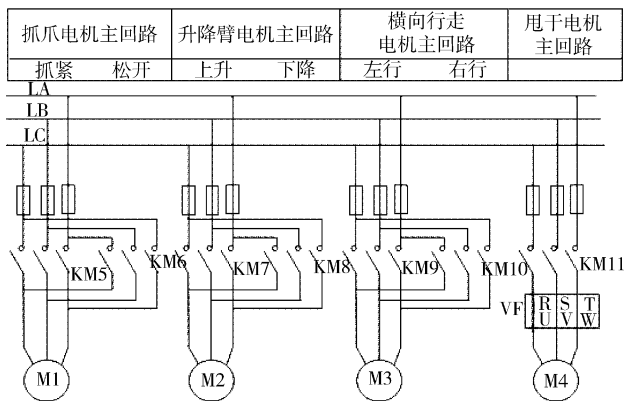 抓爪电机主回路
升降臂电机主回路
横向行走
电机主回路
甩干电机
主回路
抓紧 松开
上升 下降
左行 右行
LA
LB
LC
KM5
KM6
KM7
KM8
KM9
KM10
KM11
VF
R S T
U V W
M1
M2
M3
M4